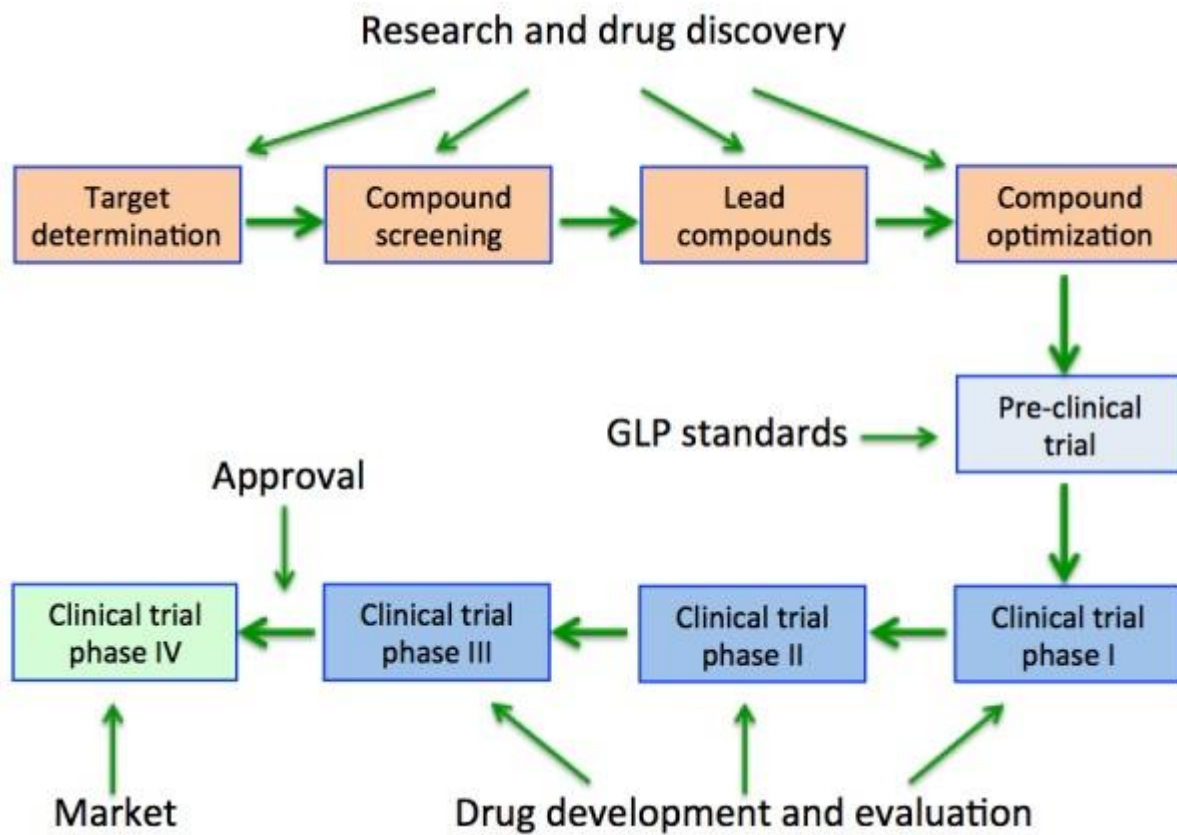 Research and drug discovery
Target
determination
Compound
screening
Lead
compounds
Compound
optimization
Pre-clinical
trial
GLP standards
Approval
Clinical trial
phase IV
Clinical trial
phase III
Clinical trial
phase II
Clinical trial
phase I
Market
Drug development and evaluation